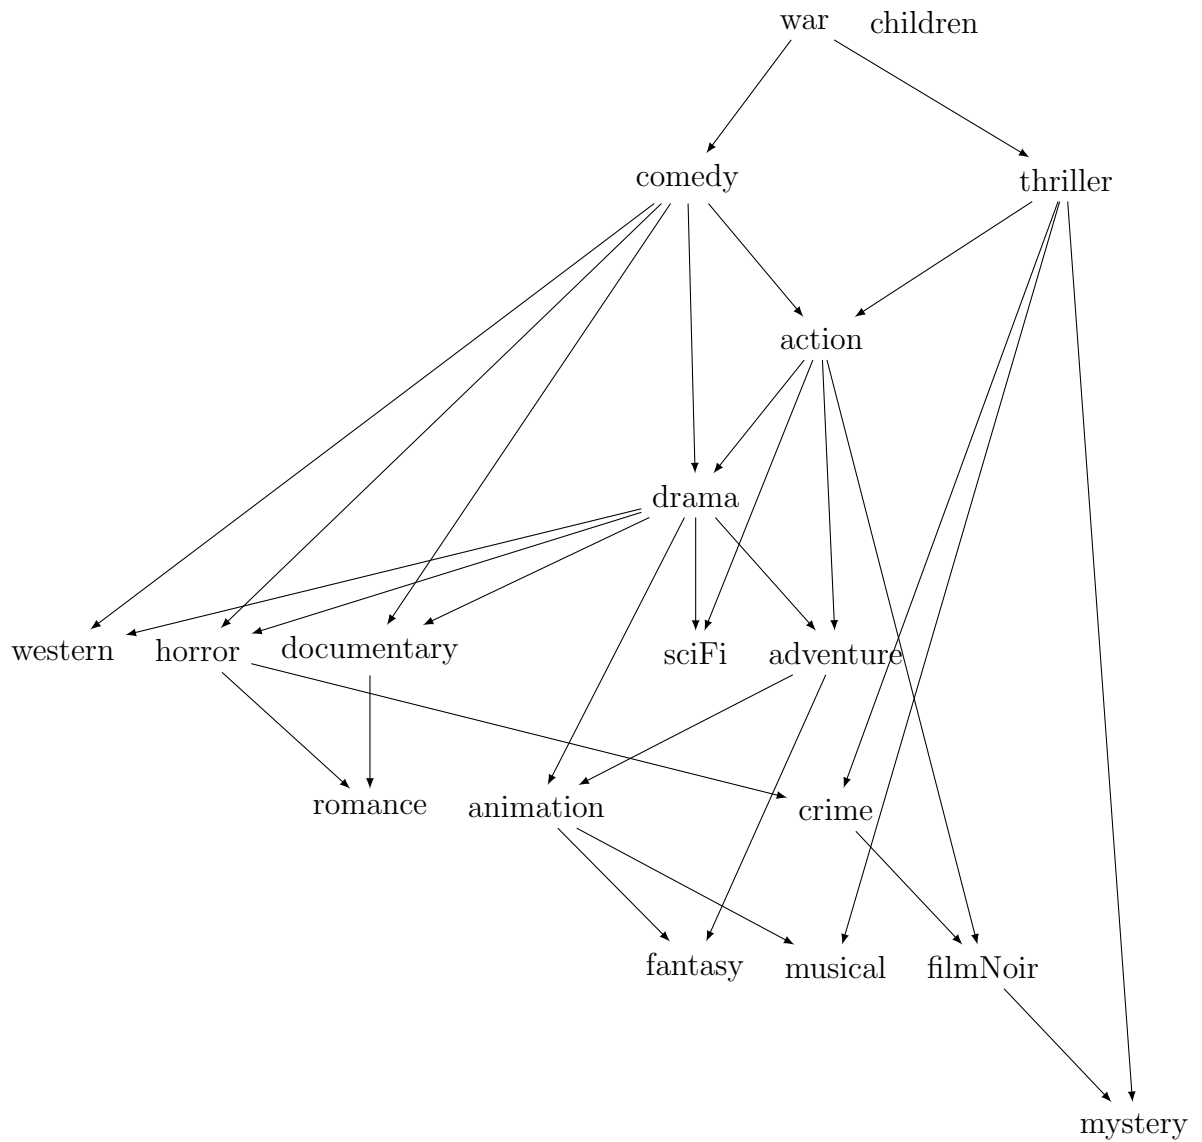 war children
comedy thriller
action
drama
western horror documentary sciFi adventure
romance animation crime
fantasy musical filmNoir
mystery